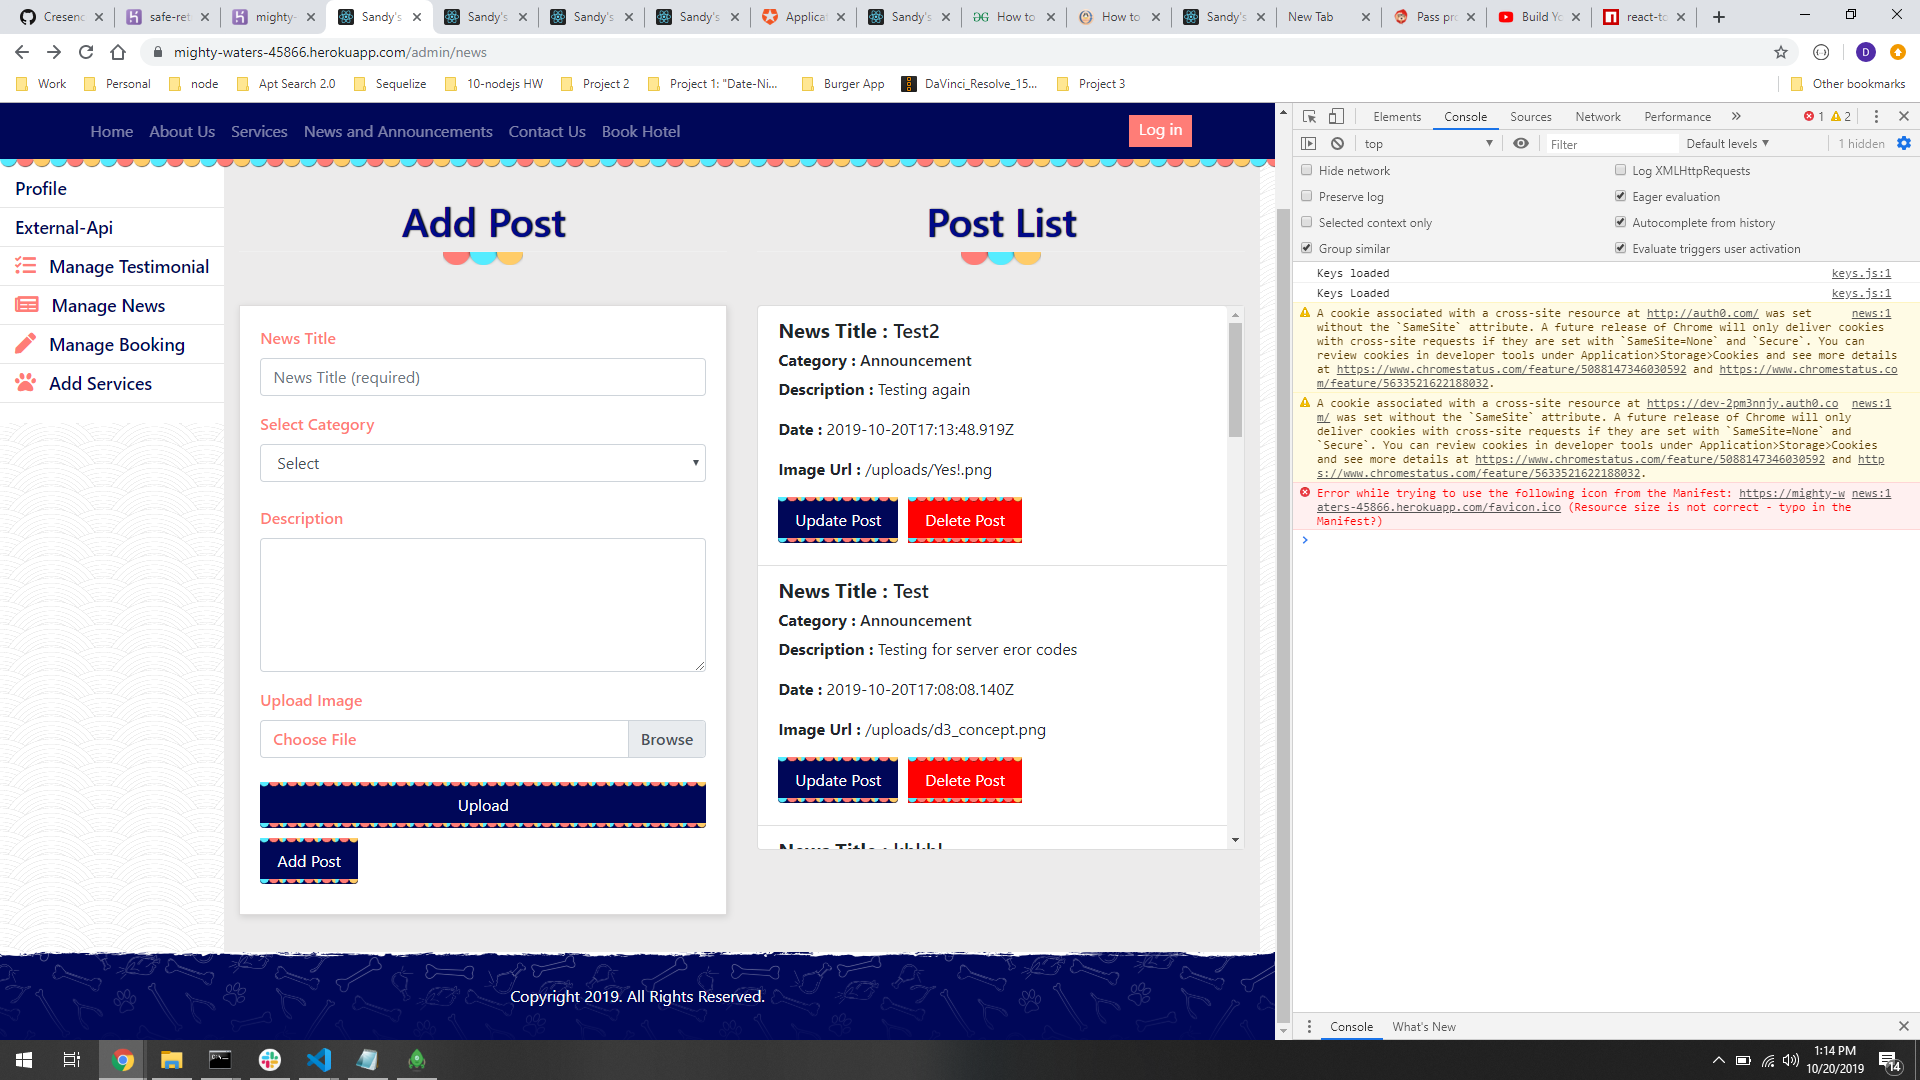 Cresenc
safe-ret
mighty-
Sandy's
Sandy's
Sandy's
Sandy's
Applicat
Sandy's
How to
How to
Sandy's
New Tab
Pass pro
Build Yo
react-to
mighty-waters-45866.herokuapp.com/admin/news
D
Work
Personal
node
Apt Search 2.0
Sequelize
10-nodejs HW
Project 2
Project 1: "Date-Ni...
Burger App
DaVinci_Resolve_15...
Project 3
Other bookmarks
Home
About Us
Services
News and Announcements
Contact Us
Book Hotel
Log in
Profile
External-Api
Manage Testimonial
Manage News
Manage Booking
Add Services
Add Post
News Title
News Title (required)
Select Category
Select
Description
Upload Image
Choose File
Browse
Upload
Add Post
Post List
News Title : Test2
Category : Announcement
Description : Testing again
Date : 2019-10-20T17:13:48.919Z
Image Url : /uploads/Yes!.png
Update Post
Delete Post
News Title : Test
Category : Announcement
Description : Testing for server eror codes
Date : 2019-10-20T17:08:08.140Z
Image Url : /uploads/d3_concept.png
Update Post
Delete Post
News Title :
Copyright 2019. All Rights Reserved.
Elements
Console
Sources
Network
Performance
»
1
2
top
Filter
Default levels
1 hidden
Hide network
Log XMLHttpRequests
Preserve log
Eager evaluation
Selected context only
Autocomplete from history
Group similar
Evaluate triggers user activation
Keys loaded
keys.js:1
Keys Loaded
keys.js:1
A cookie associated with a cross-site resource at http://auth0.com/ was set
news:1
without the `SameSite` attribute. A future release of Chrome will only deliver cookies
with cross-site requests if they are set with `SameSite=None` and `Secure`. You can
review cookies in developer tools under Application>Storage>Cookies and see more details
at https://www.chromestatus.com/feature/5088147346030592 and https://www.chromestatus.co
m/feature/5633521622188032.
A cookie associated with a cross-site resource at https://dev-2pm3nnjy.auth0.co
news:1
m/ was set without the `SameSite` attribute. A future release of Chrome will only
deliver cookies with cross-site requests if they are set with `SameSite=None` and
`Secure`. You can review cookies in developer tools under Application>Storage>Cookies
and see more details at https://www.chromestatus.com/feature/5088147346030592 and http
s://www.chromestatus.com/feature/5633521622188032.
Error while trying to use the following icon from the Manifest: https://mighty-w
news:1
aters-45866.herokuapp.com/favicon.ico (Resource size is not correct - typo in the
Manifest?)
Console
What's New
1:14 PM
10/20/2019
14